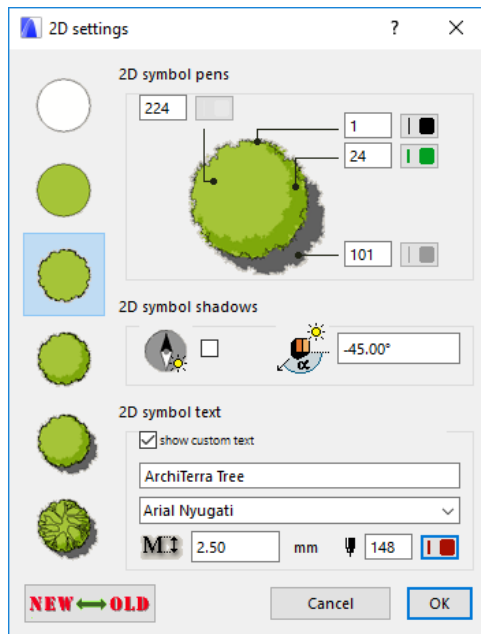 2D settings ?
2D symbol pens
224
1
24
101
2D symbol shadows
α
-45.00°
2D symbol text
show custom text
ArchiTerra Tree
Arial Nyugati
M 2.50 mm 148
NEW OLD
Cancel
OK